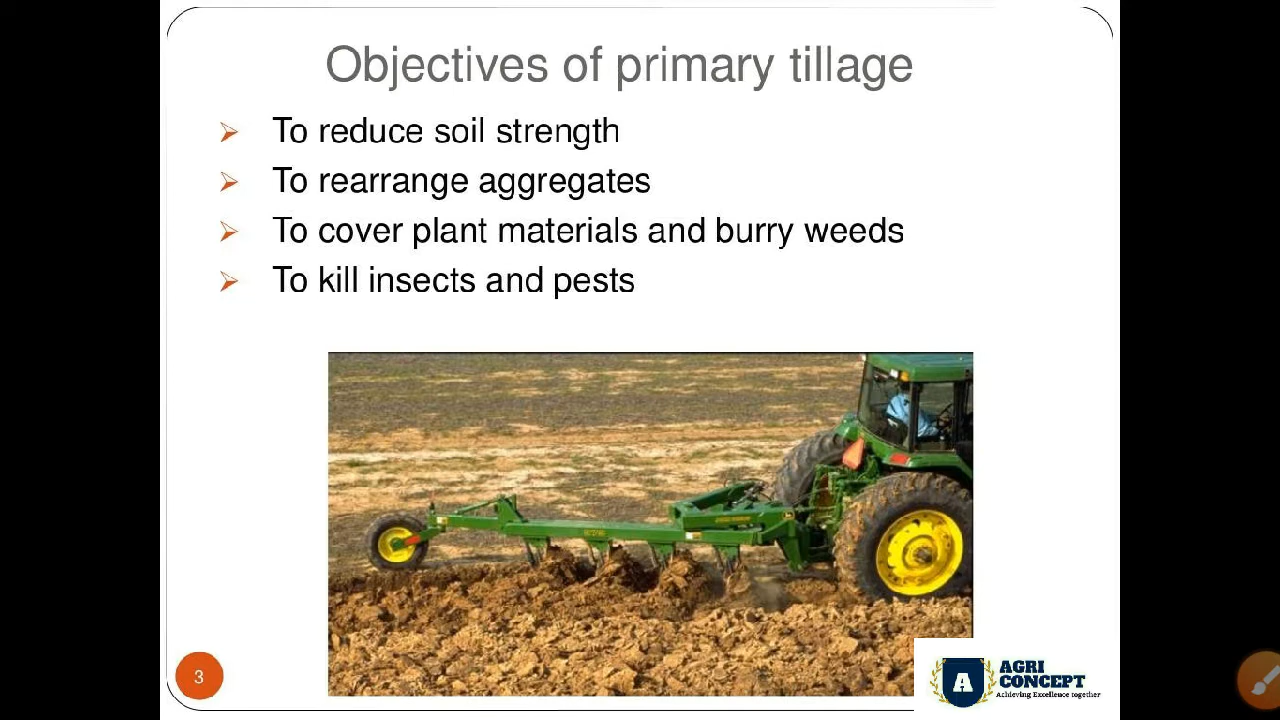 Objectives of primary tillage
To reduce soil strength
To rearrange aggregates
To cover plant materials and burry weeds
To kill insects and pests
3
A
AGRI
CONCEPT
Achieving Excellence together